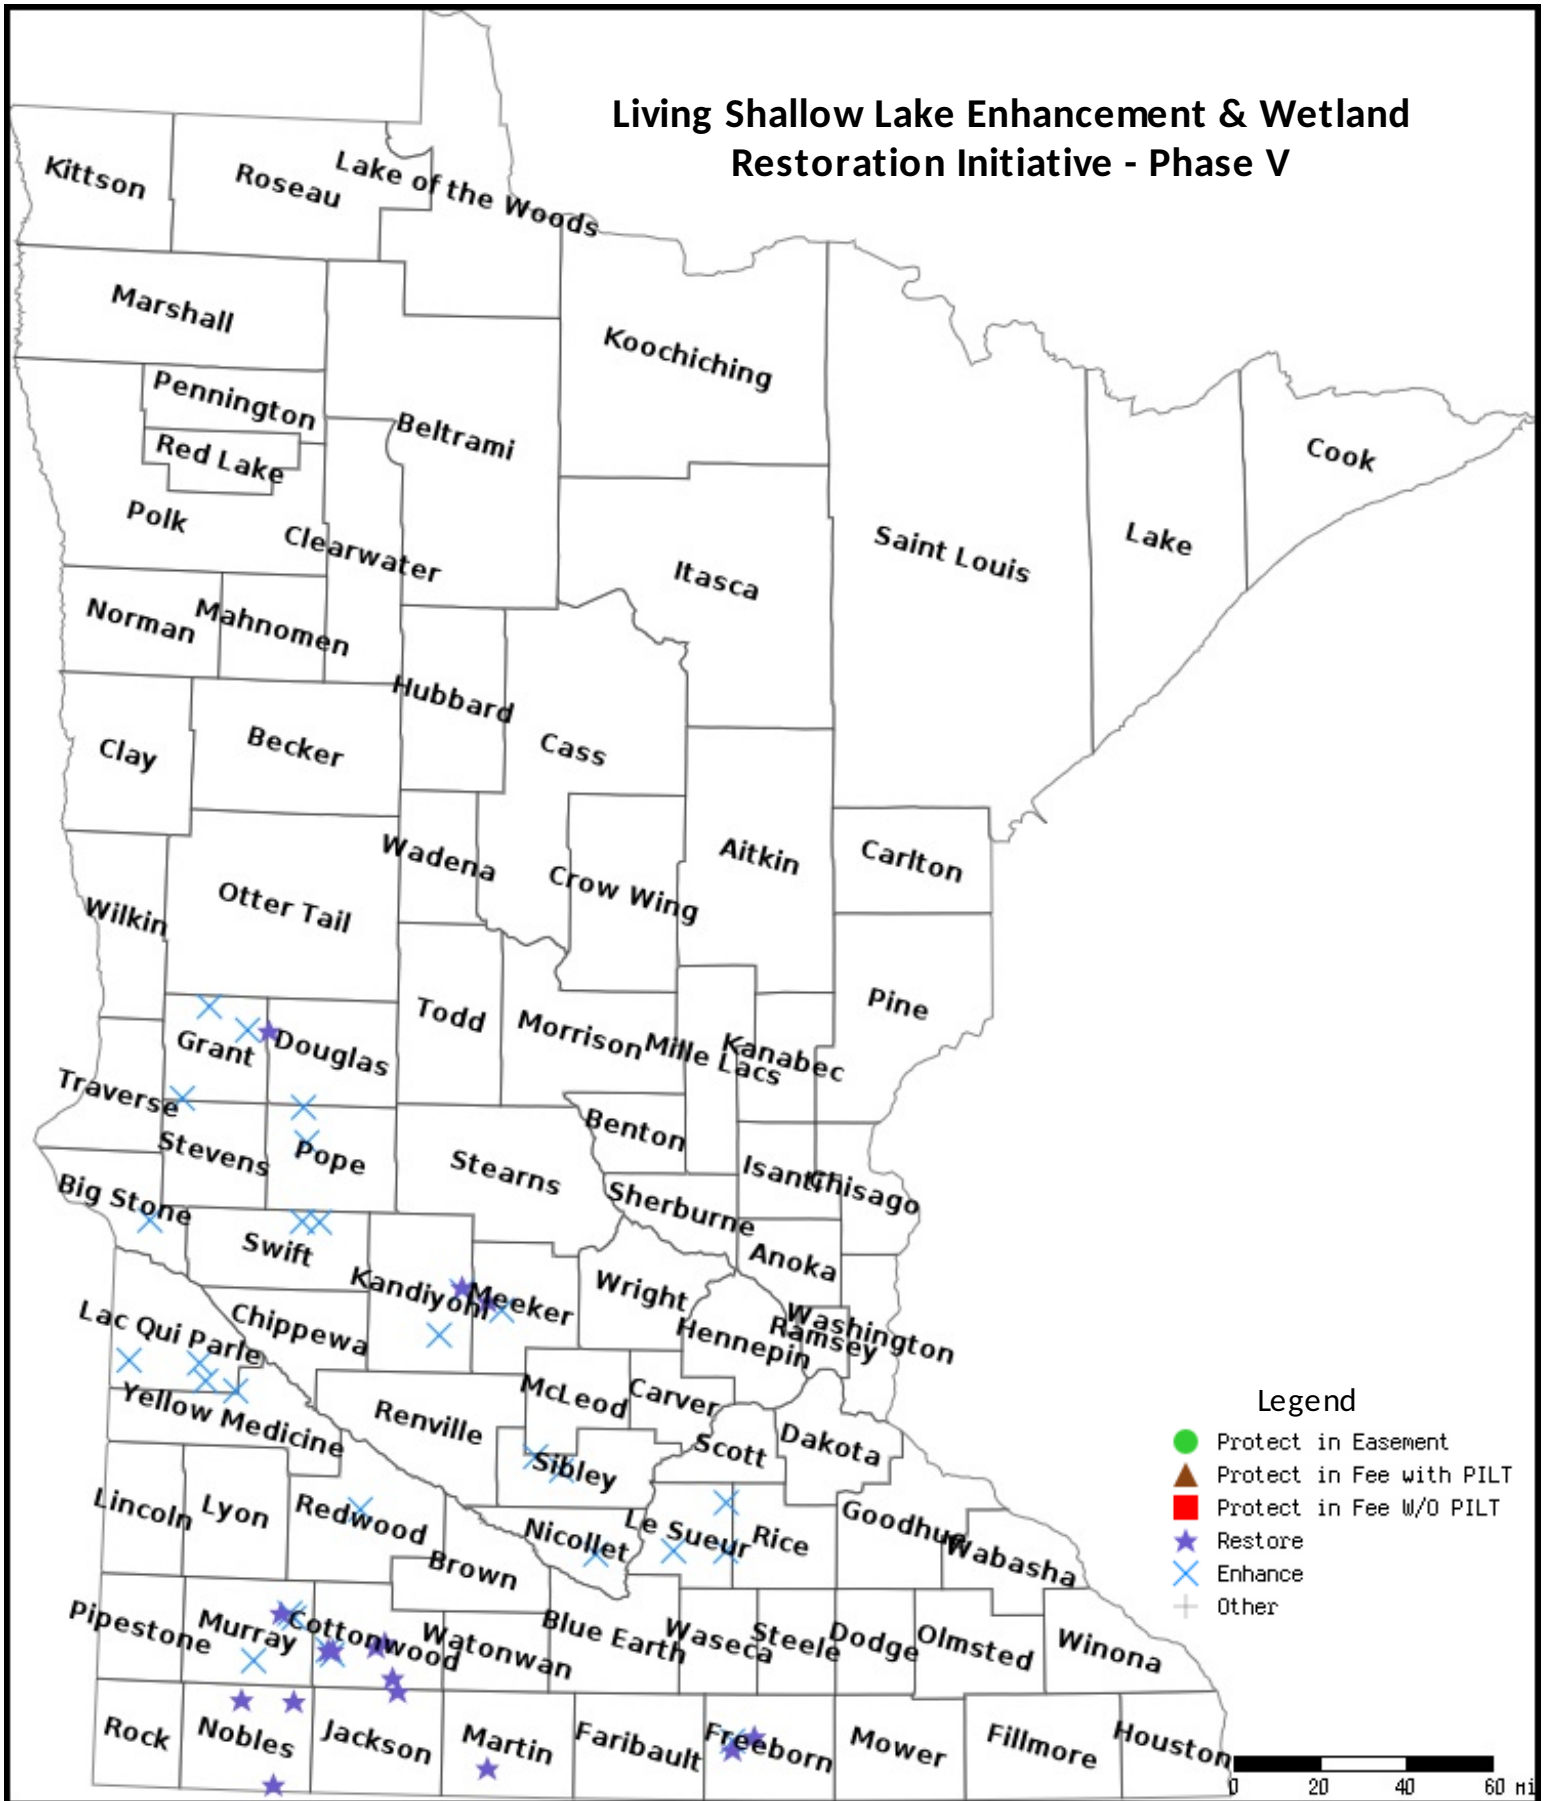 Living Shallow Lake Enhancement & Wetland
Restoration Initiative - Phase V
Kittson
Roseau
Lake of the Woods
Marshall
Koochiching
Pennington
Beltrami
Red Lake
Cook
Polk
Clearwater
Itasca
Saint Louis
Lake
Norman
Mahnomen
Hubbard
Clay
Becker
Cass
Wadena
Aitkin
Carlton
Otter Tail
Crow Wing
Wilkin
Todd
Morrison
Mille Lacs
Kanabec
Pine
Grant
Douglas
Traverse
Benton
Stevens
Pope
Stearns
Isanti
Chisago
Big Stone
Sherburne
Swift
Anoka
Kandiyohi
Meeker
Wright
Washington
Ramsey
Hennepin
Lac Qui Parle
Chippewa
McLeod
Carver
Yellow Medicine
Renville
Scott
Dakota
Sibley
Lincoln
Lyon
Redwood
Nicollet
Le Sueur
Rice
Goodhue
Wabasha
Brown
Pipestone
Murray
Cottonwood
Watonwan
Blue Earth
Waseca
Steele
Dodge
Olmsted
Winona
Rock
Nobles
Jackson
Martin
Faribault
Freeborn
Mower
Fillmore
Houston
Legend
Protect in Easement
Protect in Fee with PILT
Protect in Fee W/O PILT
Restore
Enhance
Other
0 20 40 60 mi